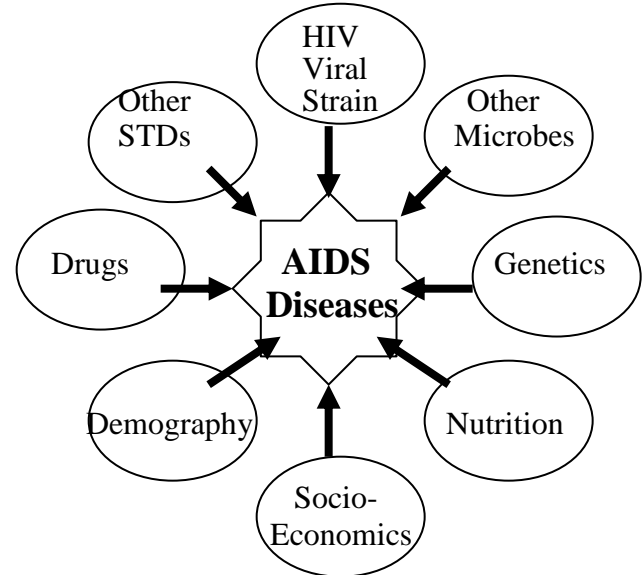 HIV
Viral
Strain
Other
STDs
Other
Microbes
Drugs
AIDS
Diseases
Genetics
Demography
Nutrition
Socio-
Economics